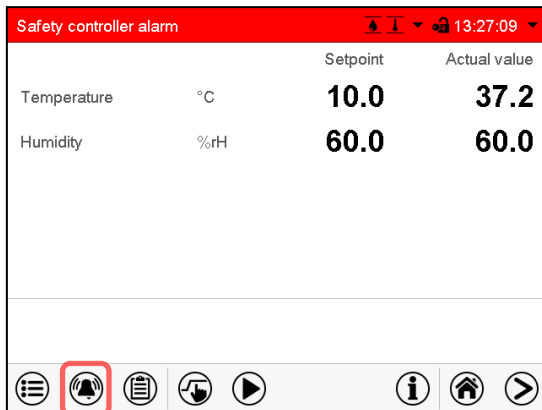 Safety controller alarm 13:27:09
Setpoint Actual value
Temperature °C 10.0 37.2
Humidity %rH 60.0 60.0